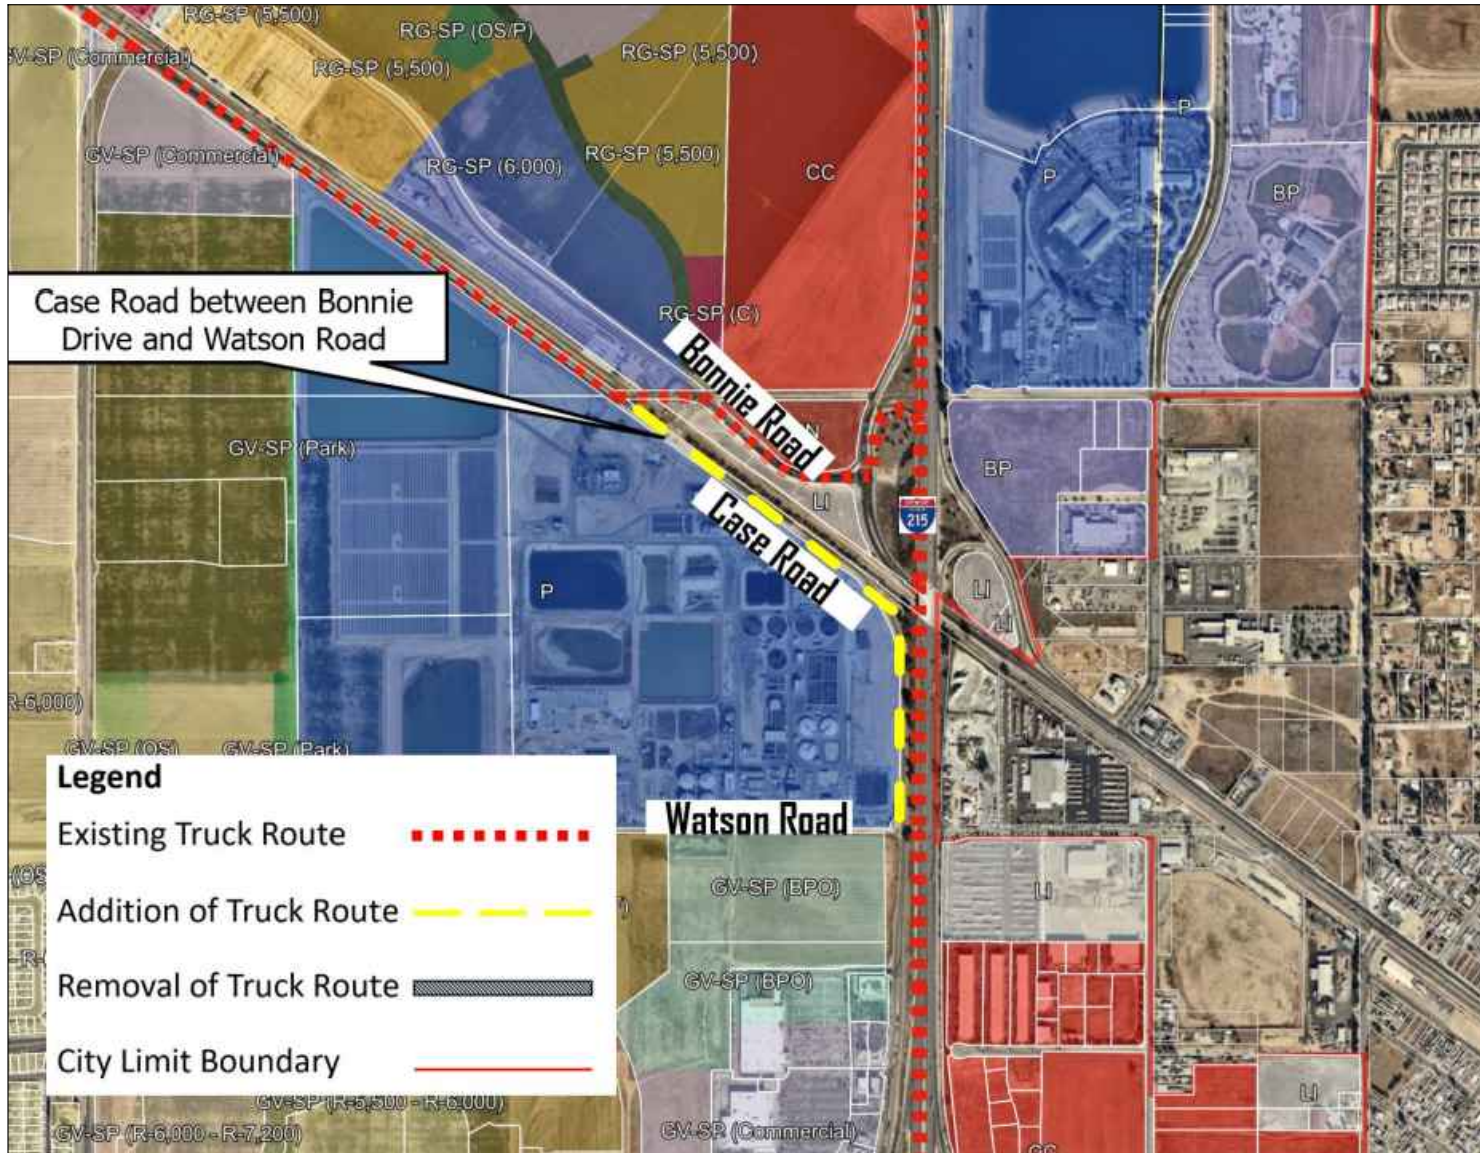 RG-SP (5,500)
RG-SP (OS/P)
GV-SP (Commercial)
RG-SP (5,500)
RG-SP (5,500)
GV-SP (Commercial)
RG-SP (6,000)
RG-SP (5,500)
CC
P
P
BP
Case Road between Bonnie
Drive and Watson Road
RG-SP (C)
Bonnie Road
GV-SP (Park)
BP
LI
215
Case Road
P
LI
LI
R-6,000)
GV-SP (OS)
GV-SP (Park)
Legend
Existing Truck Route
Addition of Truck Route
Removal of Truck Route
City Limit Boundary
Watson Road
GV-SP (BPO)
LI
GV-SP (BPO)
GV-SP (R-5,500 - R-6,000)
GV-SP (R-6,000 - R-7,200)
GV-SP (Commercial)
LI
CC